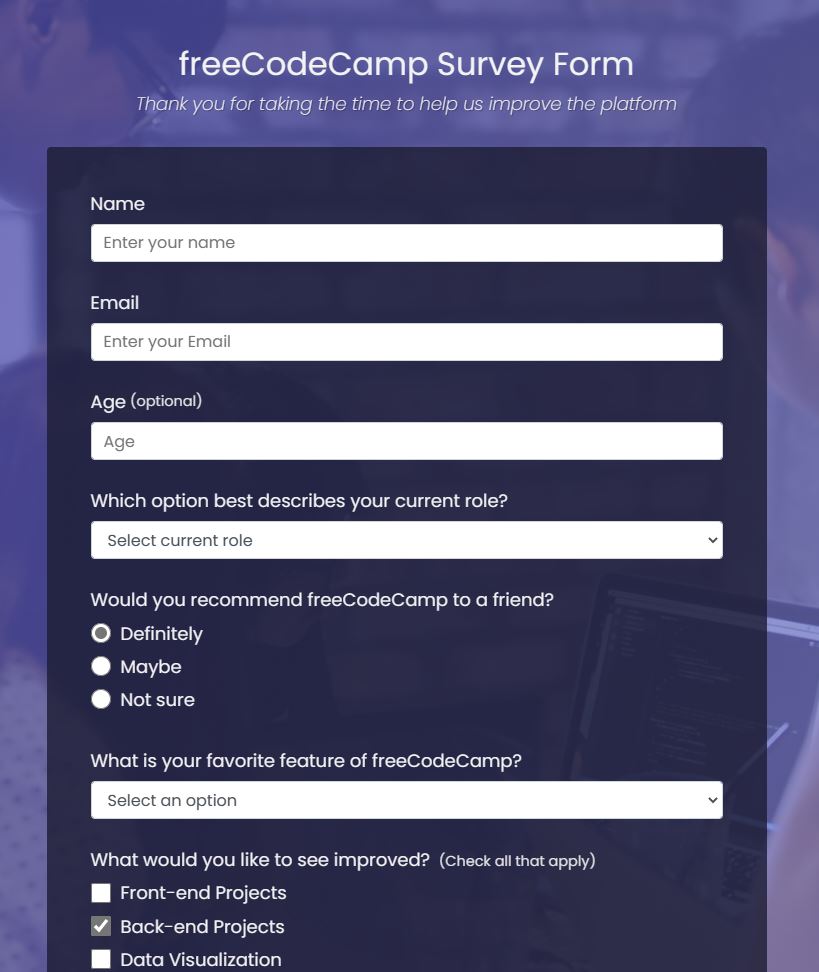 freeCodeCamp Survey Form
Thank you for taking the time to help us improve the platform
Name
Enter your name
Email
Enter your Email
Age (optional)
Age
Which option best describes your current role?
Select current role
Would you recommend freeCodeCamp to a friend?
Definitely
Maybe
Not sure
What is your favorite feature of freeCodeCamp?
Select an option
What would you like to see improved? (Check all that apply)
Front-end Projects
Back-end Projects
Data Visualization